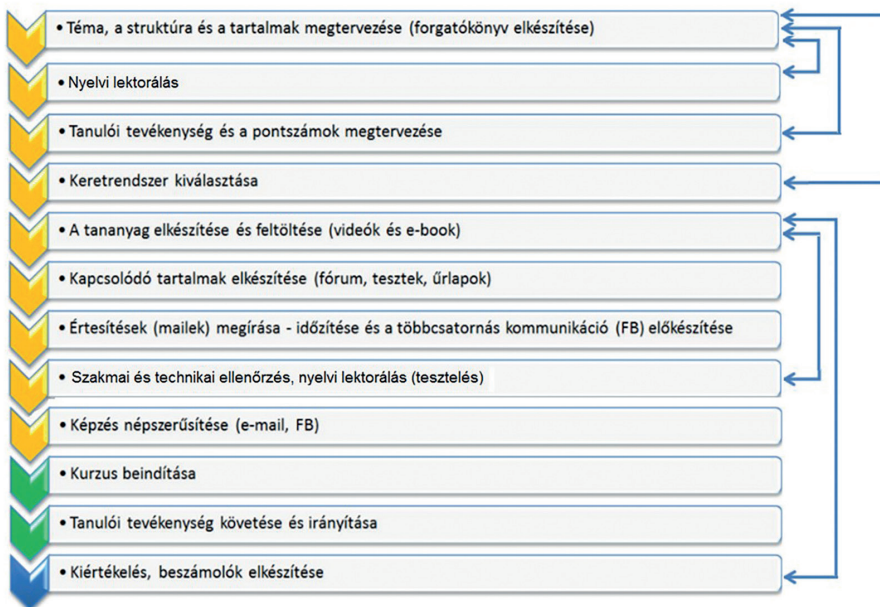 • Téma, a struktúra és a tartalmak megtervezése (forgatókönyv elkészítése)
• Nyelvi lektorálás
• Tanulói tevékenység és a pontszámok megtervezése
• Keretrendszer kiválasztása
• A tananyag elkészítése és feltöltése (videók és e-book)
• Kapcsolódó tartalmak elkészítése (fórum, tesztek, űrlapok)
• Értesítések (mailek) megírása - időzítése és a többcsatornás kommunikáció (FB) előkészítése
• Szakmai és technikai ellenőrzés, nyelvi lektorálás (tesztelés)
• Képzés népszerűsítése (e-mail, FB)
• Kurzus beindítása
• Tanulói tevékenység követése és irányítása
• Kiértékelés, beszámolók elkészítése